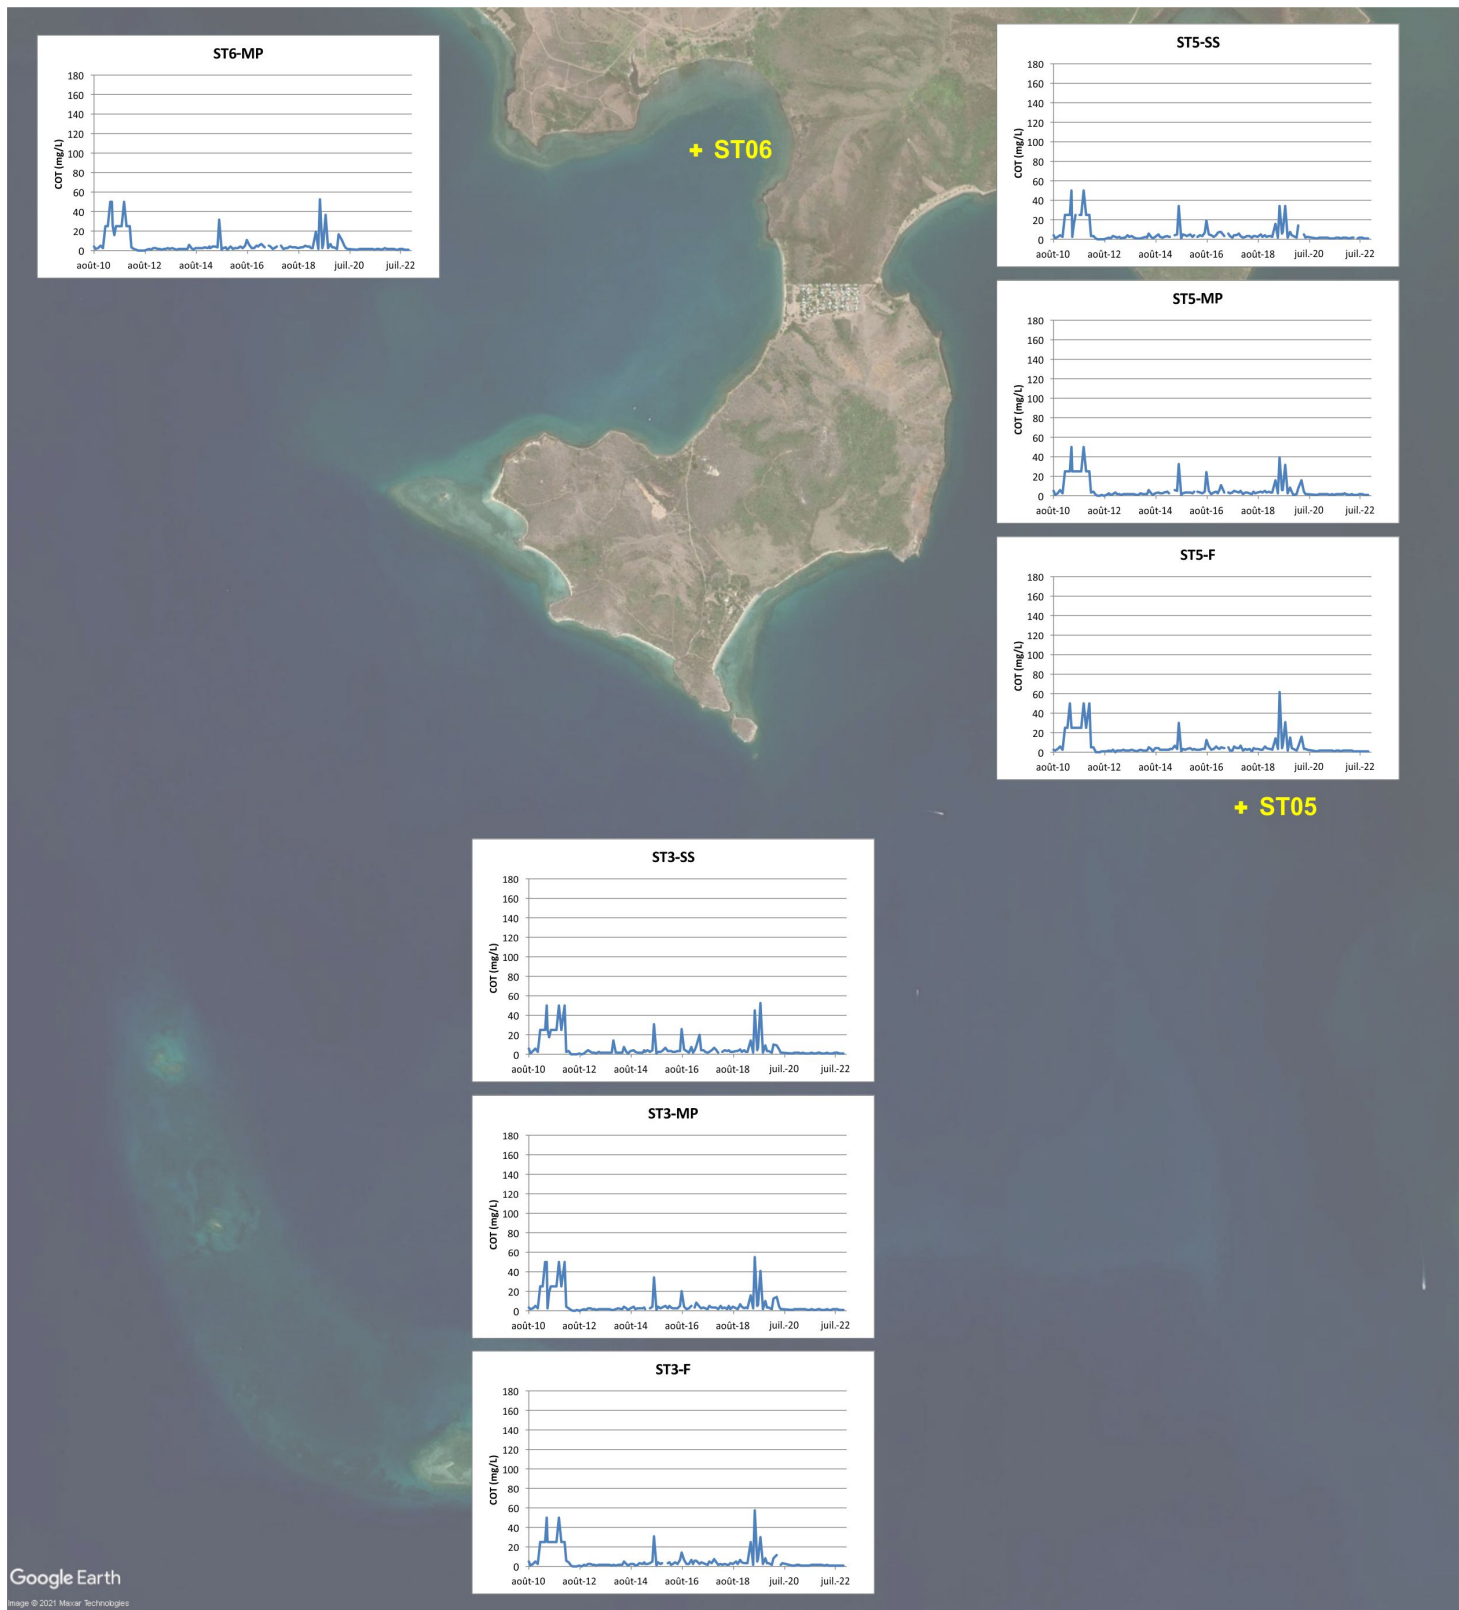 ST6-MP
180
160
140
120
100
80
60
40
20
0
COT (mg/L)
août-10 août-12 août-14 août-16 août-18 juil.-20 juil.-22
ST06
ST5-SS
180
160
140
120
100
80
60
40
20
0
COT (mg/L)
août-10 août-12 août-14 août-16 août-18 juil.-20 juil.-22
ST5-MP
180
160
140
120
100
80
60
40
20
0
COT (mg/L)
août-10 août-12 août-14 août-16 août-18 juil.-20 juil.-22
ST5-F
180
160
140
120
100
80
60
40
20
0
COT (mg/L)
août-10 août-12 août-14 août-16 août-18 juil.-20 juil.-22
ST05
ST3-SS
180
160
140
120
100
80
60
40
20
0
COT (mg/L)
août-10 août-12 août-14 août-16 août-18 juil.-20 juil.-22
ST3-MP
180
160
140
120
100
80
60
40
20
0
COT (mg/L)
août-10 août-12 août-14 août-16 août-18 juil.-20 juil.-22
ST3-F
180
160
140
120
100
80
60
40
20
0
COT (mg/L)
août-10 août-12 août-14 août-16 août-18 juil.-20 juil.-22
Google Earth
Image © 2021 Maxar Technologies